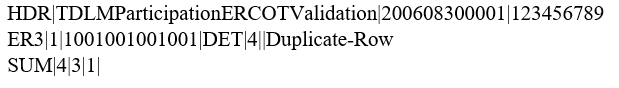 HDR|TDLMParticipationERCOTValidation|200608300001|123456789
ER3|1|1001001001001|DET|4||Duplicate-Row
SUM|4|3|1|